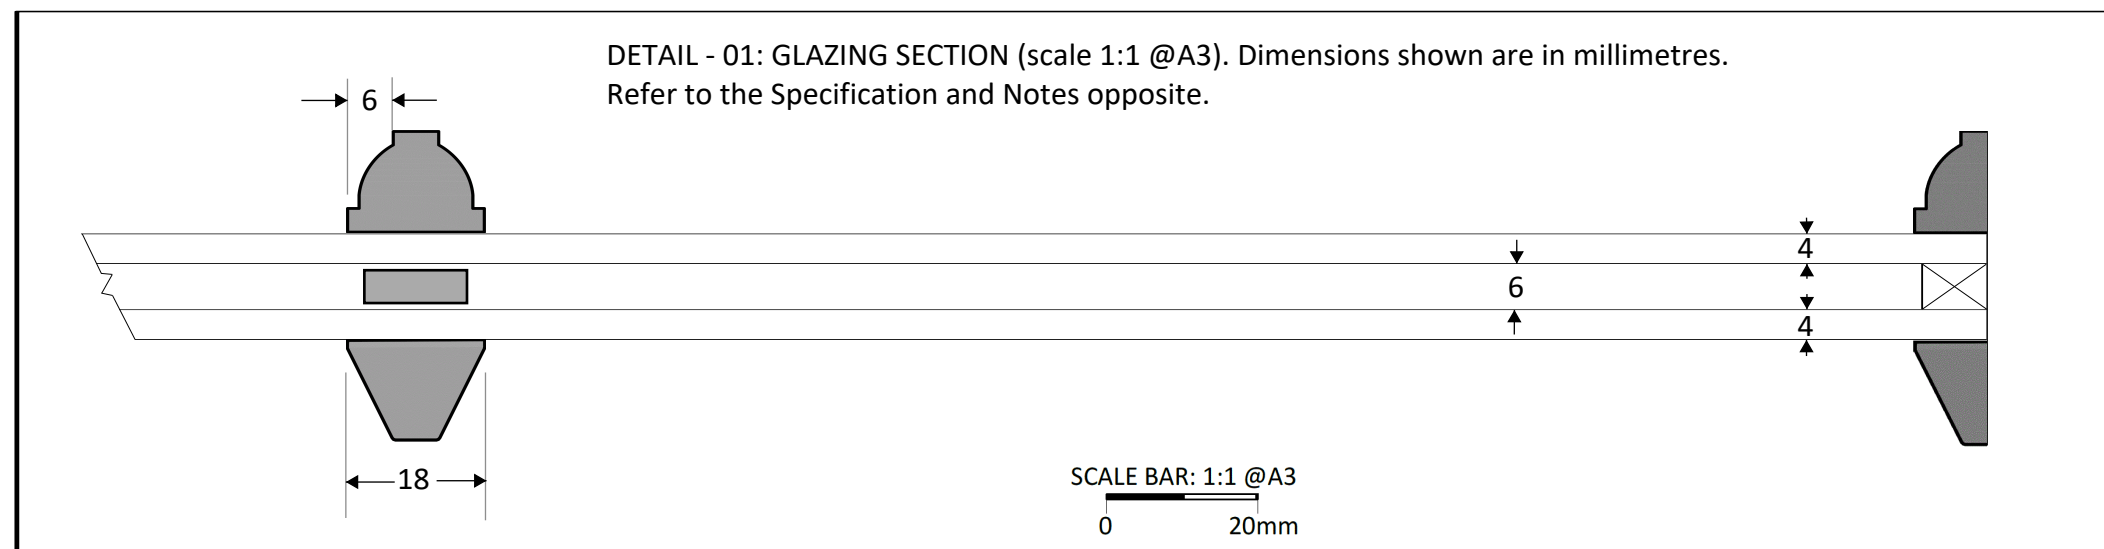 DETAIL - 01: GLAZING SECTION (scale 1:1 @A3). Dimensions shown are in millimetres.
Refer to the Specification and Notes opposite.
6
4
6
4
18
SCALE BAR: 1:1 @A3
0 20mm